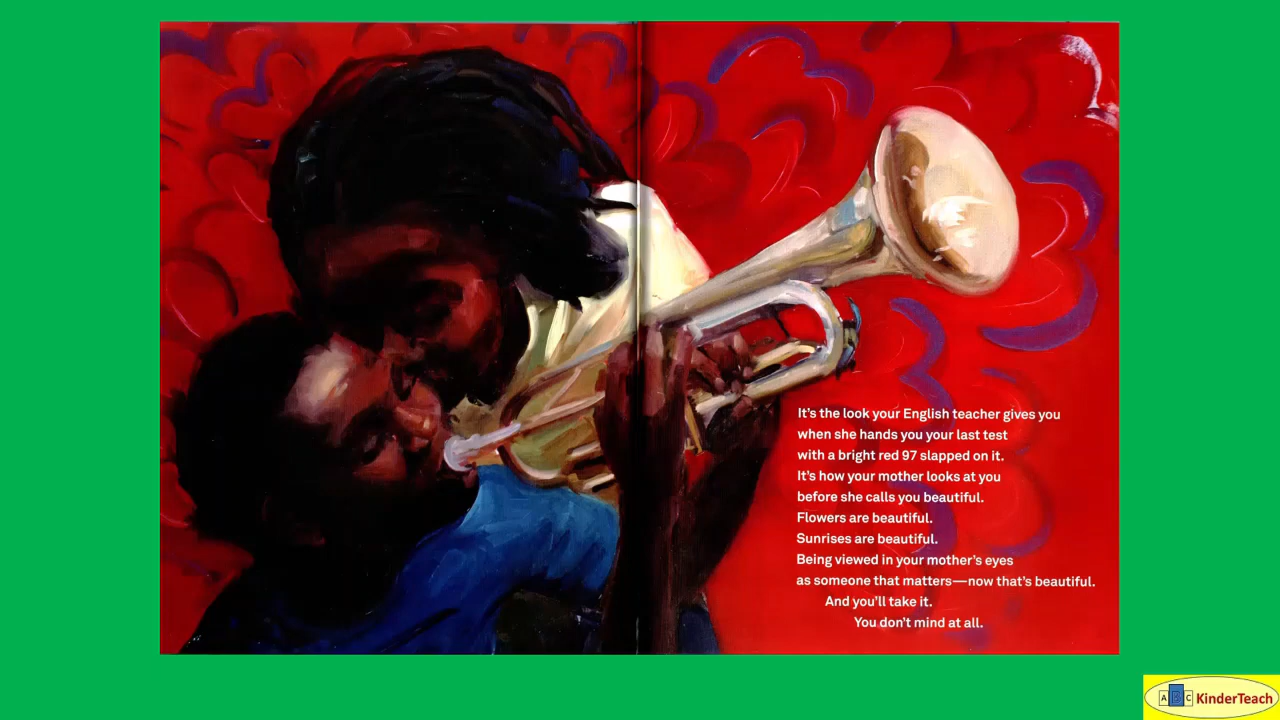 It's the look your English teacher gives you
when she hands you your last test
with a bright red 97 slapped on it.
It's how your mother looks at you
before she calls you beautiful.
Flowers are beautiful.
Sunrises are beautiful.
Being viewed in your mother's eyes
as someone that matters—now that's beautiful.
And you'll take it.
You don't mind at all.
ABC KinderTeach